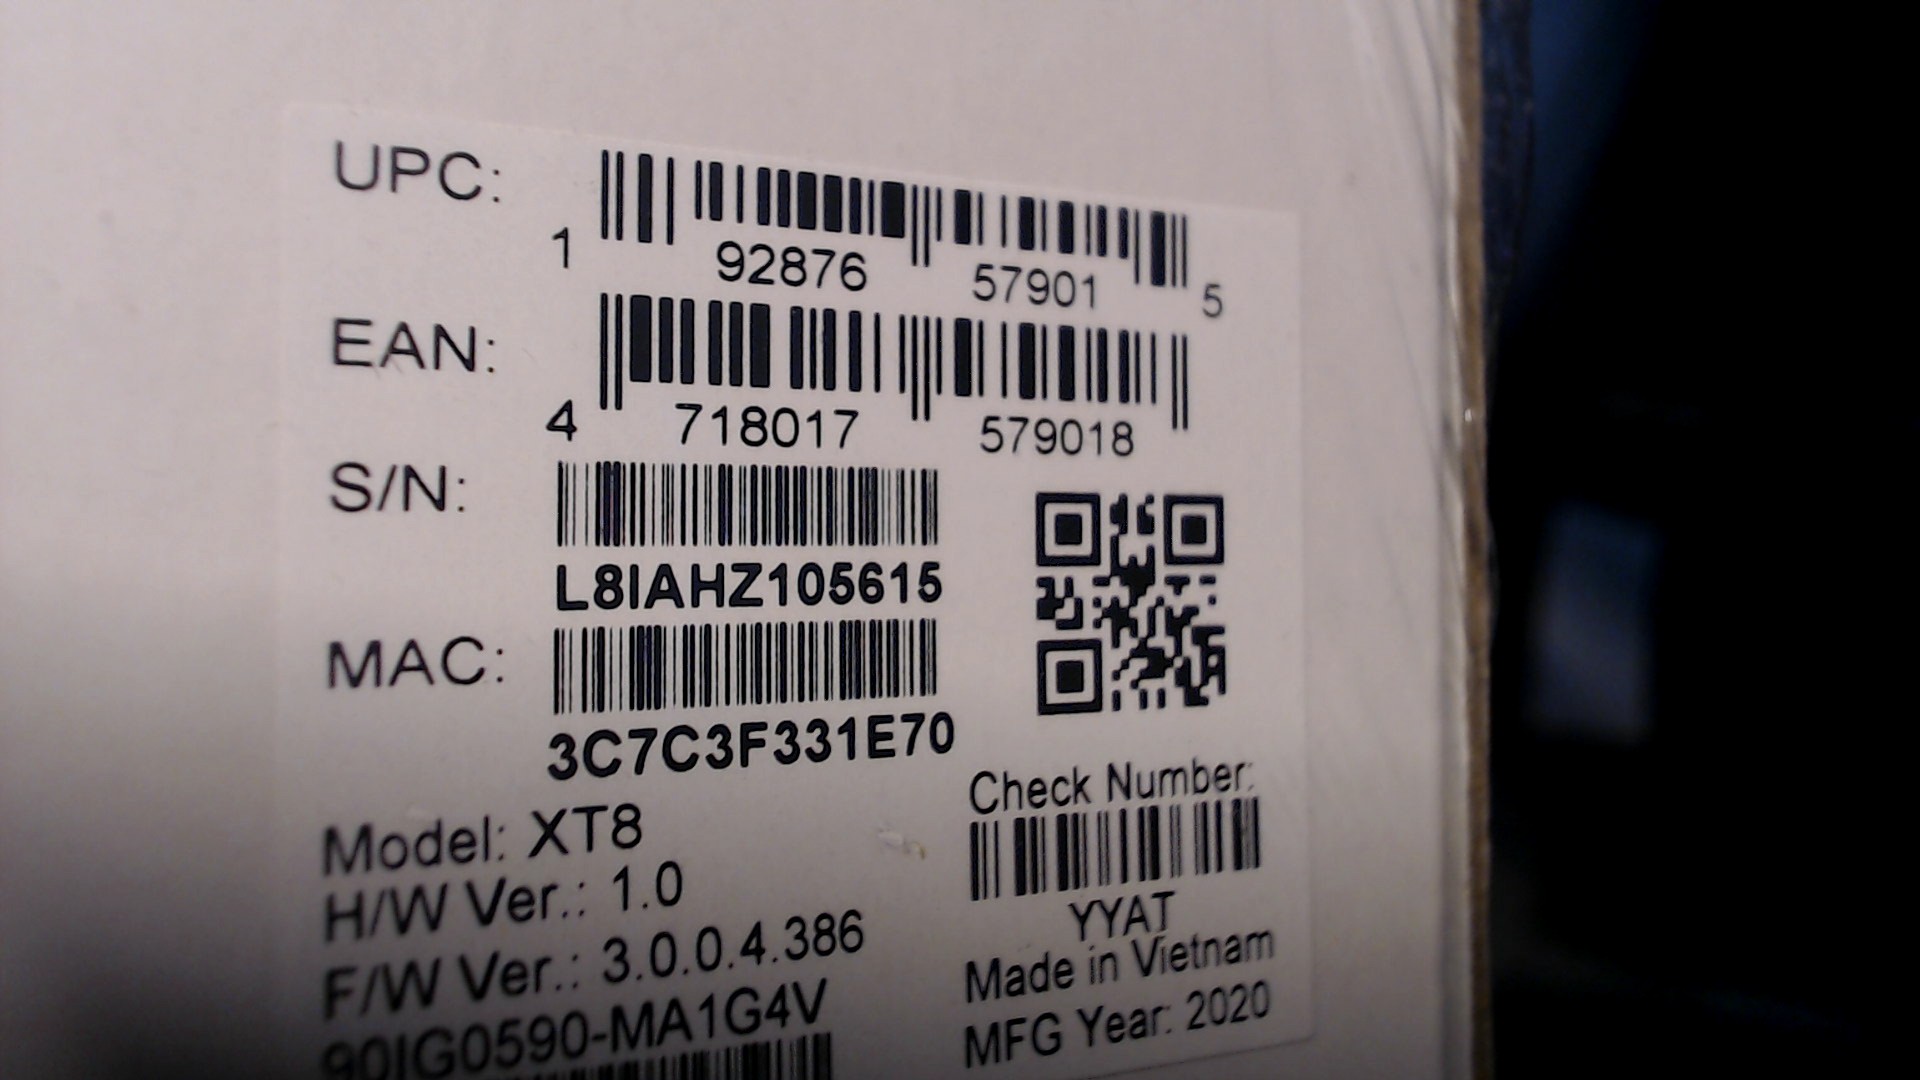 UPC:
1 92876 57901 5
EAN:
4 718017 579018
S/N:
L8IAHZ105615
MAC:
3C7C3F331E70
Model: XT8
H/W Ver.: 1.0
F/W Ver.: 3.0.0.4.386
90IG0590-MA1G4V
Check Number:
YYAT
Made in Vietnam
MFG Year: 2020